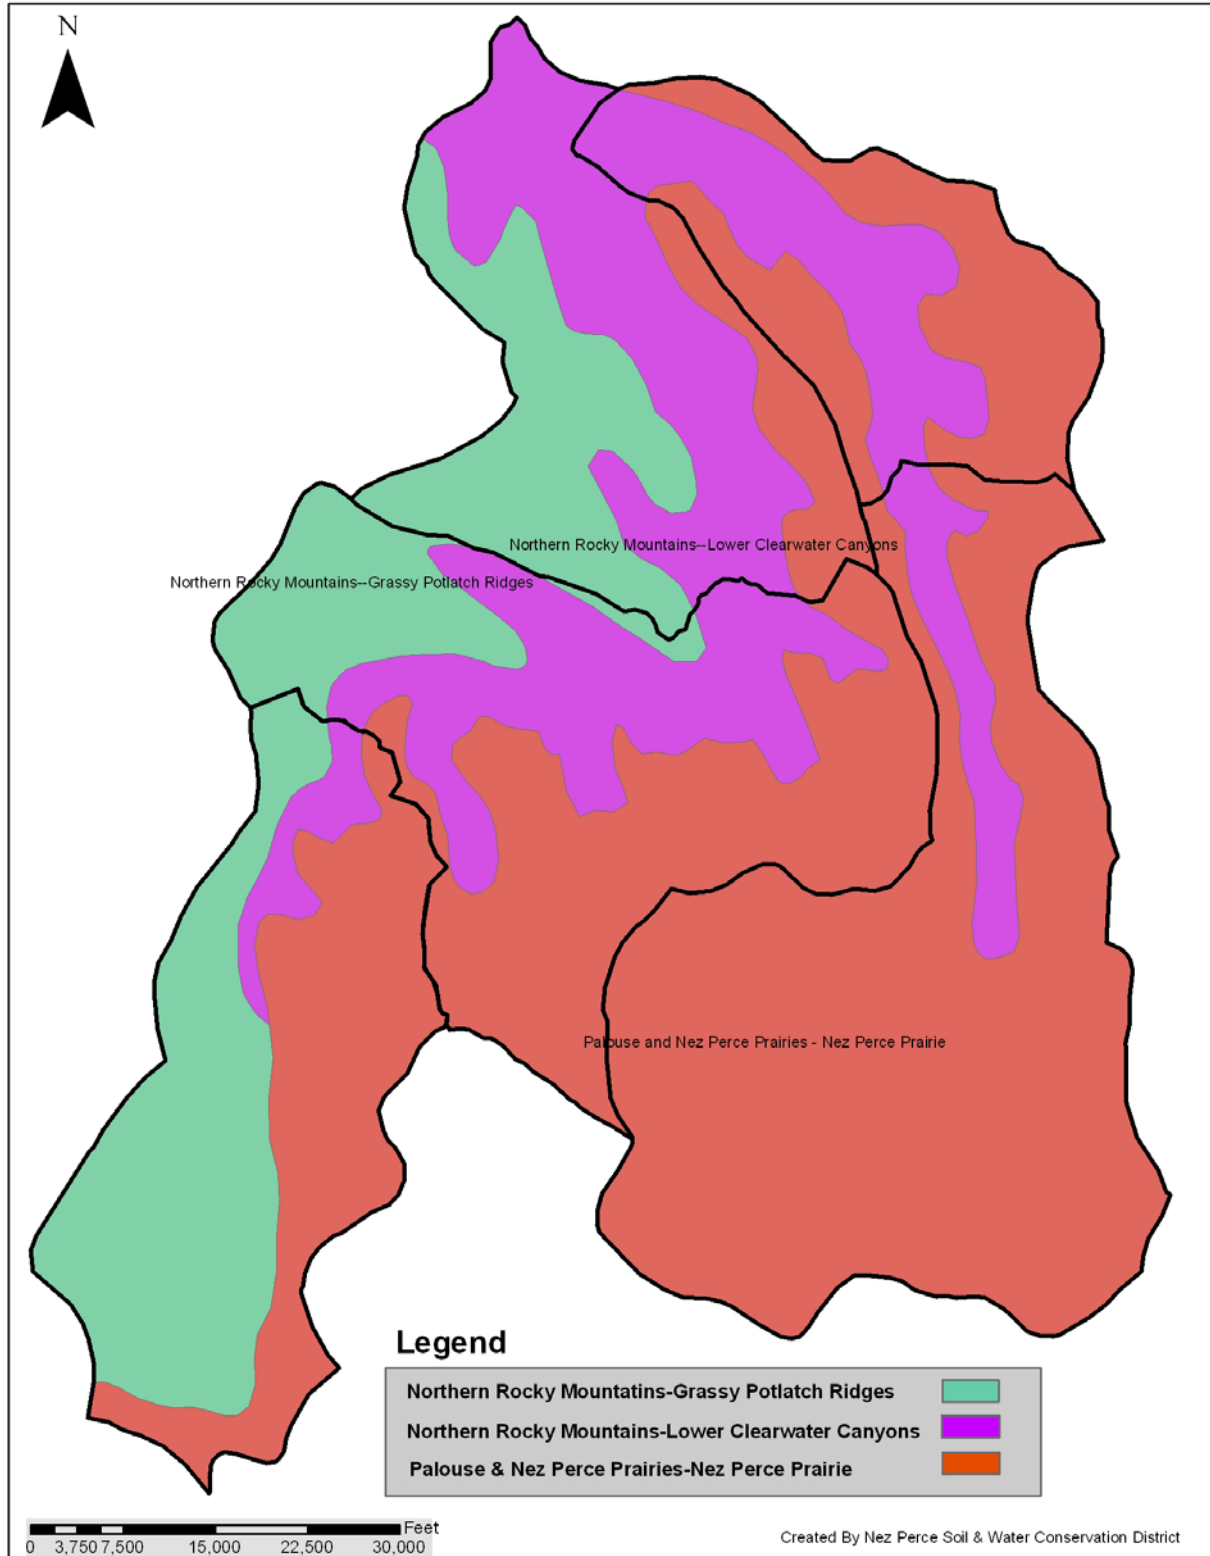 N
Northern Rocky Mountains--Lower Clearwater Canyons
Northern Rocky Mountains--Grassy Potlatch Ridges
Palouse and Nez Perce Prairies - Nez Perce Prairie
Legend
Northern Rocky Mountatins-Grassy Potlatch Ridges
Northern Rocky Mountains-Lower Clearwater Canyons
Palouse & Nez Perce Prairies-Nez Perce Prairie
Feet
0 3,750 7,500 15,000 22,500 30,000
Created By Nez Perce Soil & Water Conservation District